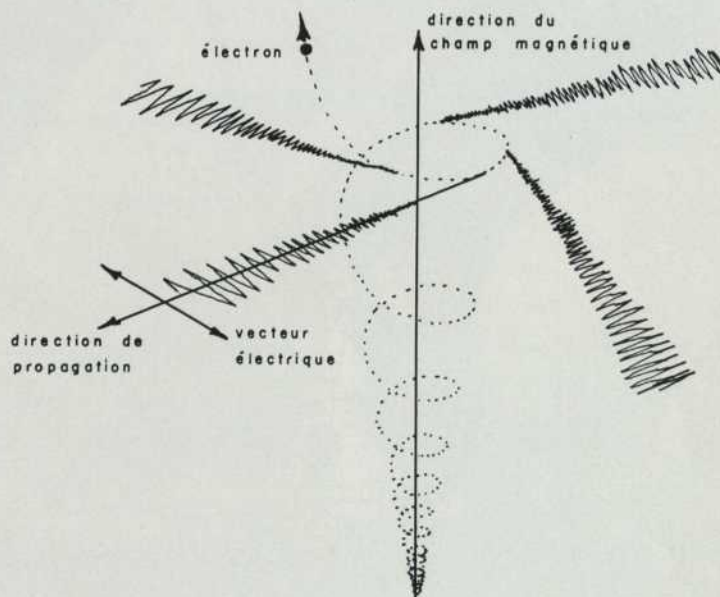 direction du
champ magnétique
électron
vecteur
électrique
direction de
propagation